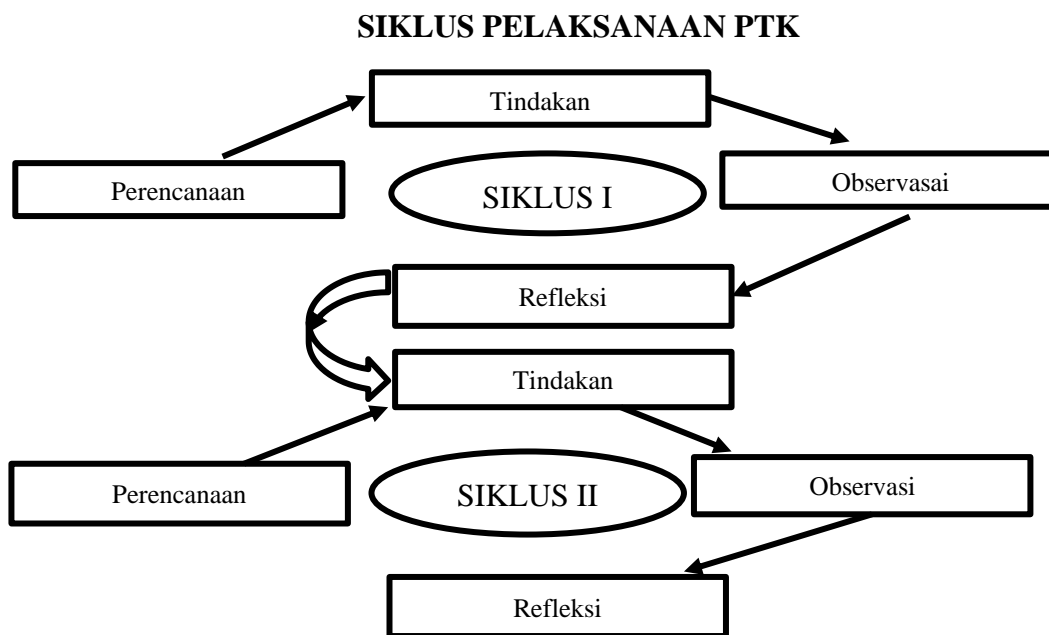 SIKLUS PELAKSANAAN PTK
Tindakan
Perencanaan
SIKLUS I
Observasai
Refleksi
Tindakan
Perencanaan
SIKLUS II
Observasi
Refleksi